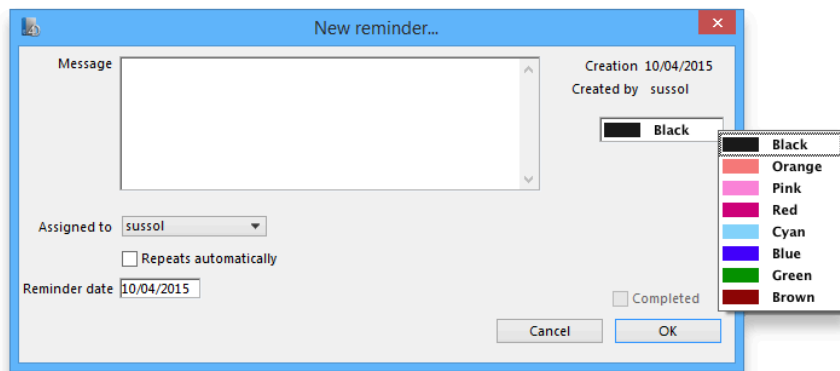 New reminder...
Message
Creation 10/04/2015
Created by sussol
Black
Black
Orange
Pink
Red
Cyan
Blue
Green
Brown
Assigned to sussol
Repeats automatically
Reminder date 10/04/2015
Completed
Cancel OK